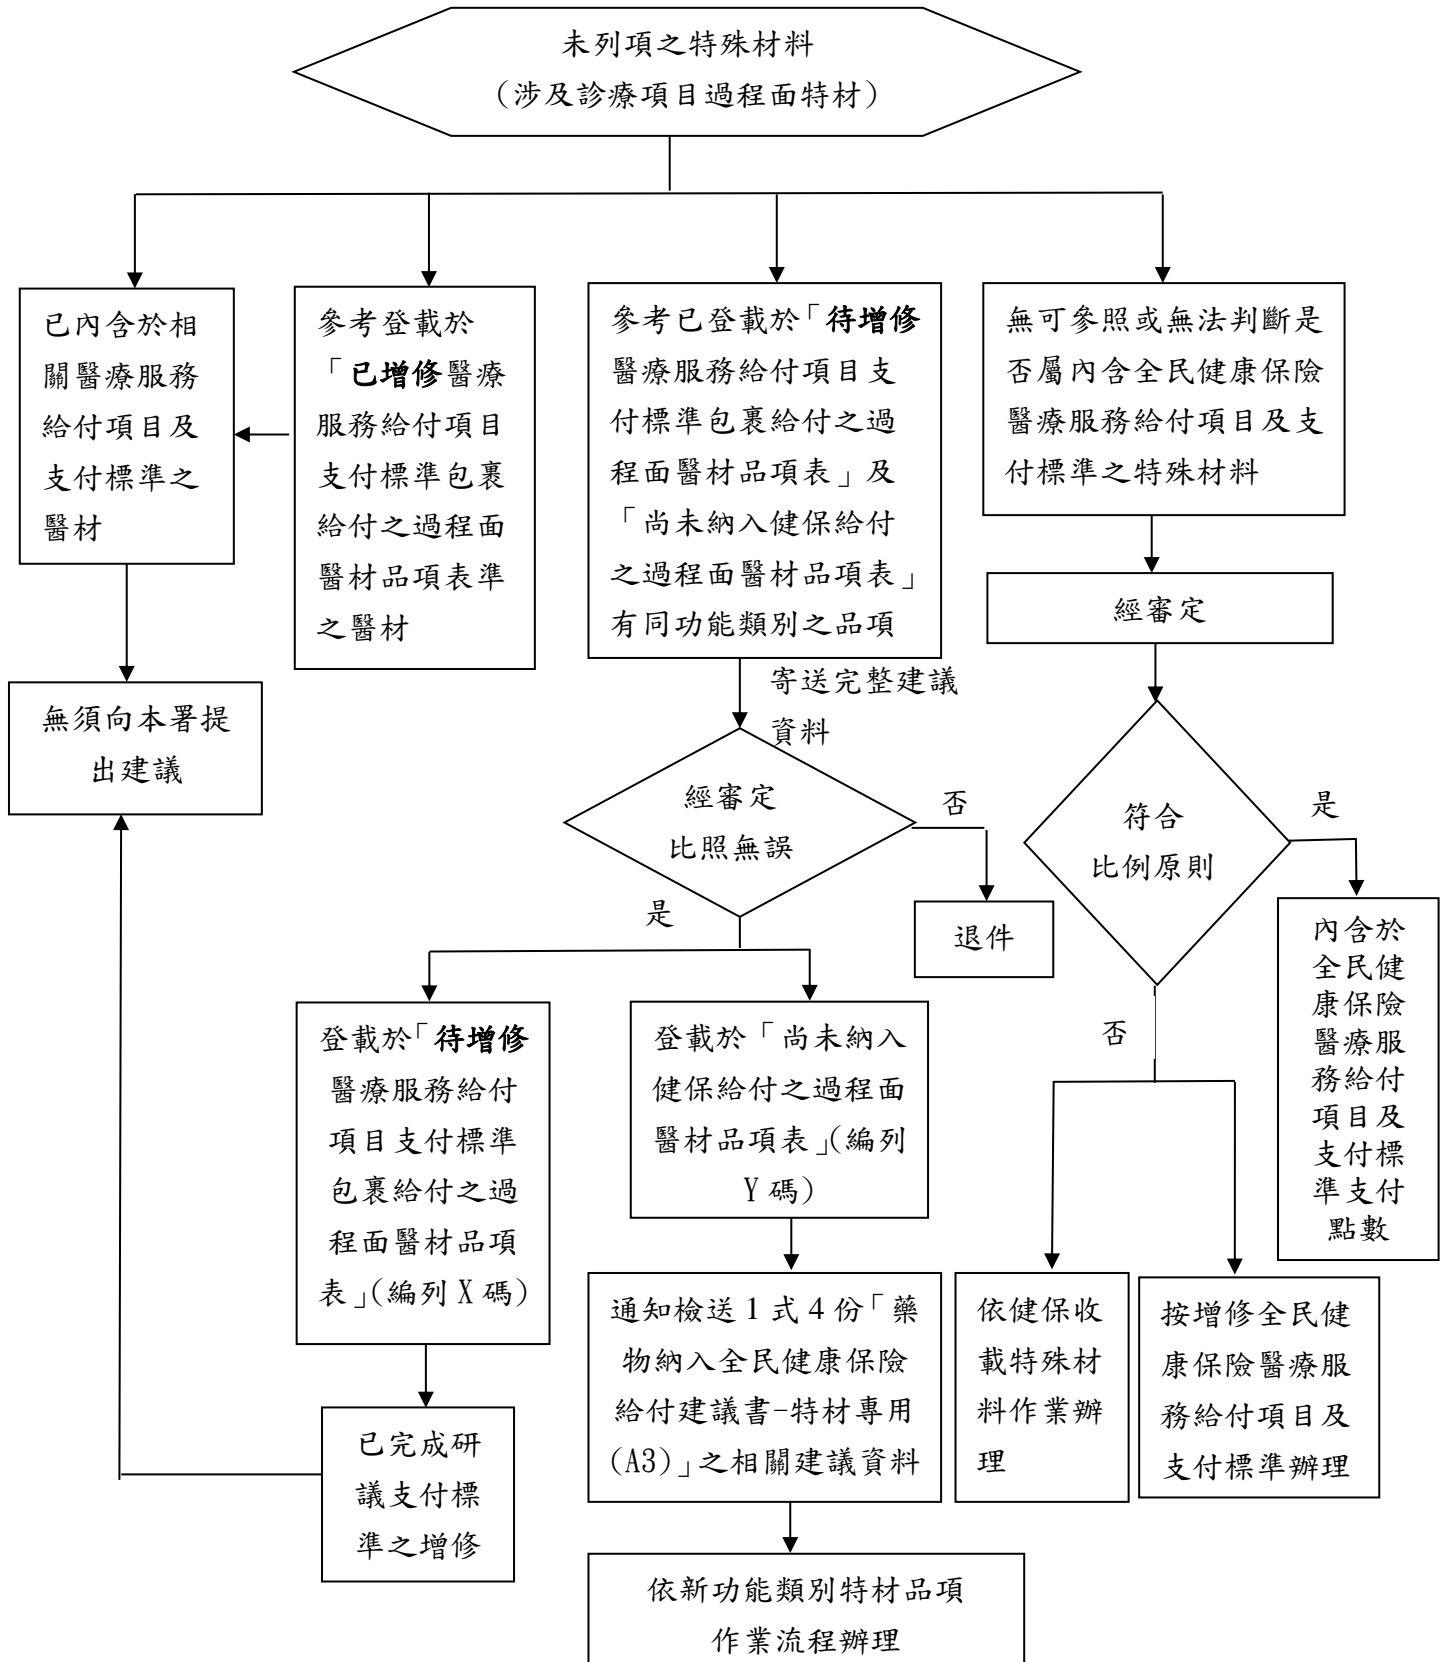 未列項之特殊材料
（涉及診療項目過程面特材）
已內含於相
關醫療服務
給付項目及
支付標準之
醫材
參考登載於
「已增修醫療
服務給付項目
支付標準包裹
給付之過程面
醫材品項表準
之醫材
參考已登載於「待增修
醫療服務給付項目支
付標準包裹給付之過
程面醫材品項表」及
「尚未納入健保給付
之過程面醫材品項表」
有同功能類別之品項
無可參照或無法判斷是
否屬內含全民健康保險
醫療服務給付項目及支
付標準之特殊材料
經審定
無須向本署提
出建議
寄送完整建議
資料
經審定
比照無誤
否
是
退件
符合
比例原則
是
否
內含於
全民健
康保險
醫療服
務給付
項目及
支付標
準支付
點數
登載於「待增修
醫療服務給付
項目支付標準
包裹給付之過
程面醫材品項
表」（編列 X 碼）
登載於「尚未納入
健保給付之過程面
醫材品項表」（編列
Y 碼）
已完成研
議支付標
準之增修
通知檢送 1 式 4 份「藥
物納入全民健康保險
給付建議書-特材專用
(A3)」之相關建議資料
依健保收
載特殊材
料作業辦
理
按增修全民健
康保險醫療服
務給付項目及
支付標準辦理
依新功能類別特材品項
作業流程辦理